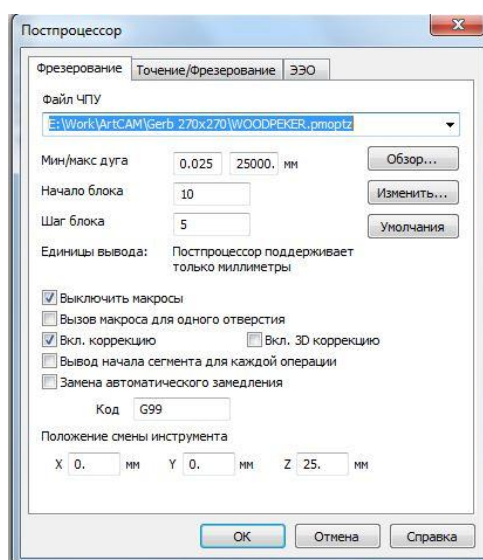 Постпроцессор
Фрезерование Точение/Фрезерование ЭЭО
Файл ЧПУ
E:\Work\ArtCAM\Gerb 270x270\WOODPEKER.pmoptz
Мин/макс дуга 0.025 25000. мм Обзор...
Начало блока 10 Изменить...
Шаг блока 5 Умолчания
Единицы вывода: Постпроцессор поддерживает
только миллиметры
Выключить макросы
Вызов макроса для одного отверстия
Вкл. коррекцию Вкл. 3D коррекцию
Вывод начала сегмента для каждой операции
Замена автоматического замедления
Код G99
Положение смены инструмента
X 0. мм Y 0. мм Z 25. мм
OK Отмена Справка